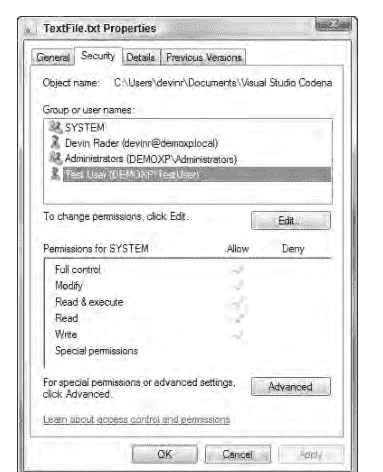 TextFile.txt Properties
General Security Details Previous Versions
Object name: C:\Users\devinr\Documents\Visual Studio Codena
Group or user names:
SYSTEM
Devin Rader (devinr@demoxp.local)
Administrators (DEMOXP\Administrators)
Test User (DEMOXP\TestUser)
To change permissions, click Edit.
Edit...
Permissions for SYSTEM Allow Deny
Full control
Modify
Read & execute
Read
Write
Special permissions
For special permissions or advanced settings, click Advanced.
Advanced
Learn about access control and permissions
OK Cancel Apply